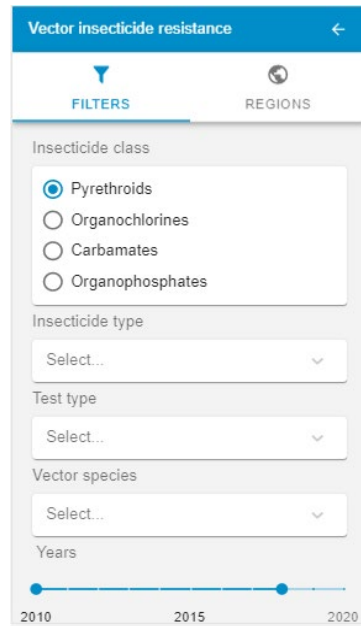 Vector insecticide resistance
FILTERS REGIONS
Insecticide class
Pyrethroids
Organochlorines
Carbamates
Organophosphates
Insecticide type
Select...
Test type
Select...
Vector species
Select...
Years
2010 2015 2020